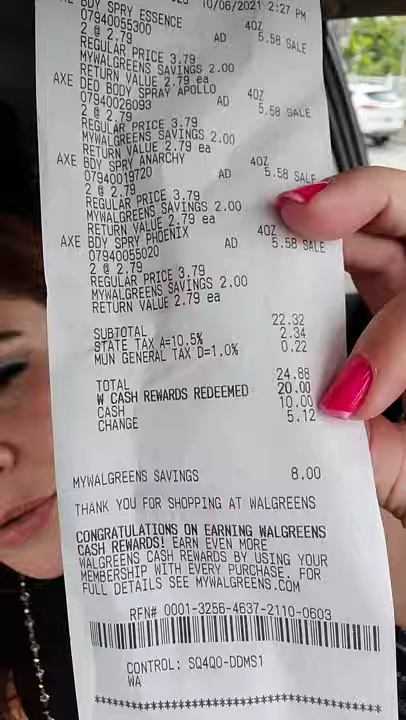 BDY SPRY ESSENCE 4OZ
07940055300 AD 5.58 SALE
2 @ 2.79
REGULAR PRICE 3.79
MYWALGREENS SAVINGS 2.00
RETURN VALUE 2.79 ea
AXE DEO BODY SPRAY APOLLO 4OZ
07940026093 AD 5.58 SALE
2 @ 2.79
REGULAR PRICE 3.79
MYWALGREENS SAVINGS 2.00
RETURN VALUE 2.79 ea
AXE BDY SPRY ANARCHY 4OZ
07940019720 AD 5.58 SALE
2 @ 2.79
REGULAR PRICE 3.79
MYWALGREENS SAVINGS 2.00
RETURN VALUE 2.79 ea
AXE BDY SPRY PHOENIX 4OZ
07940055020 AD 5.58 SALE
2 @ 2.79
REGULAR PRICE 3.79
MYWALGREENS SAVINGS 2.00
RETURN VALUE 2.79 ea
SUBTOTAL 22.32
STATE TAX A=10.5% 2.34
MUN GENERAL TAX D=1.0% 0.22
TOTAL 24.88
W CASH REWARDS REDEEMED 20.00
CASH 10.00
CHANGE 5.12
MYWALGREENS SAVINGS 8.00
THANK YOU FOR SHOPPING AT WALGREENS
CONGRATULATIONS ON EARNING WALGREENS
CASH REWARDS! EARN EVEN MORE
WALGREENS CASH REWARDS BY USING YOUR
MEMBERSHIP WITH EVERY PURCHASE. FOR
FULL DETAILS SEE MYWALGREENS.COM
RFN# 0001-3256-4637-2110-0603
CONTROL: SQ4Q0-DDMS1
WA
****************************************